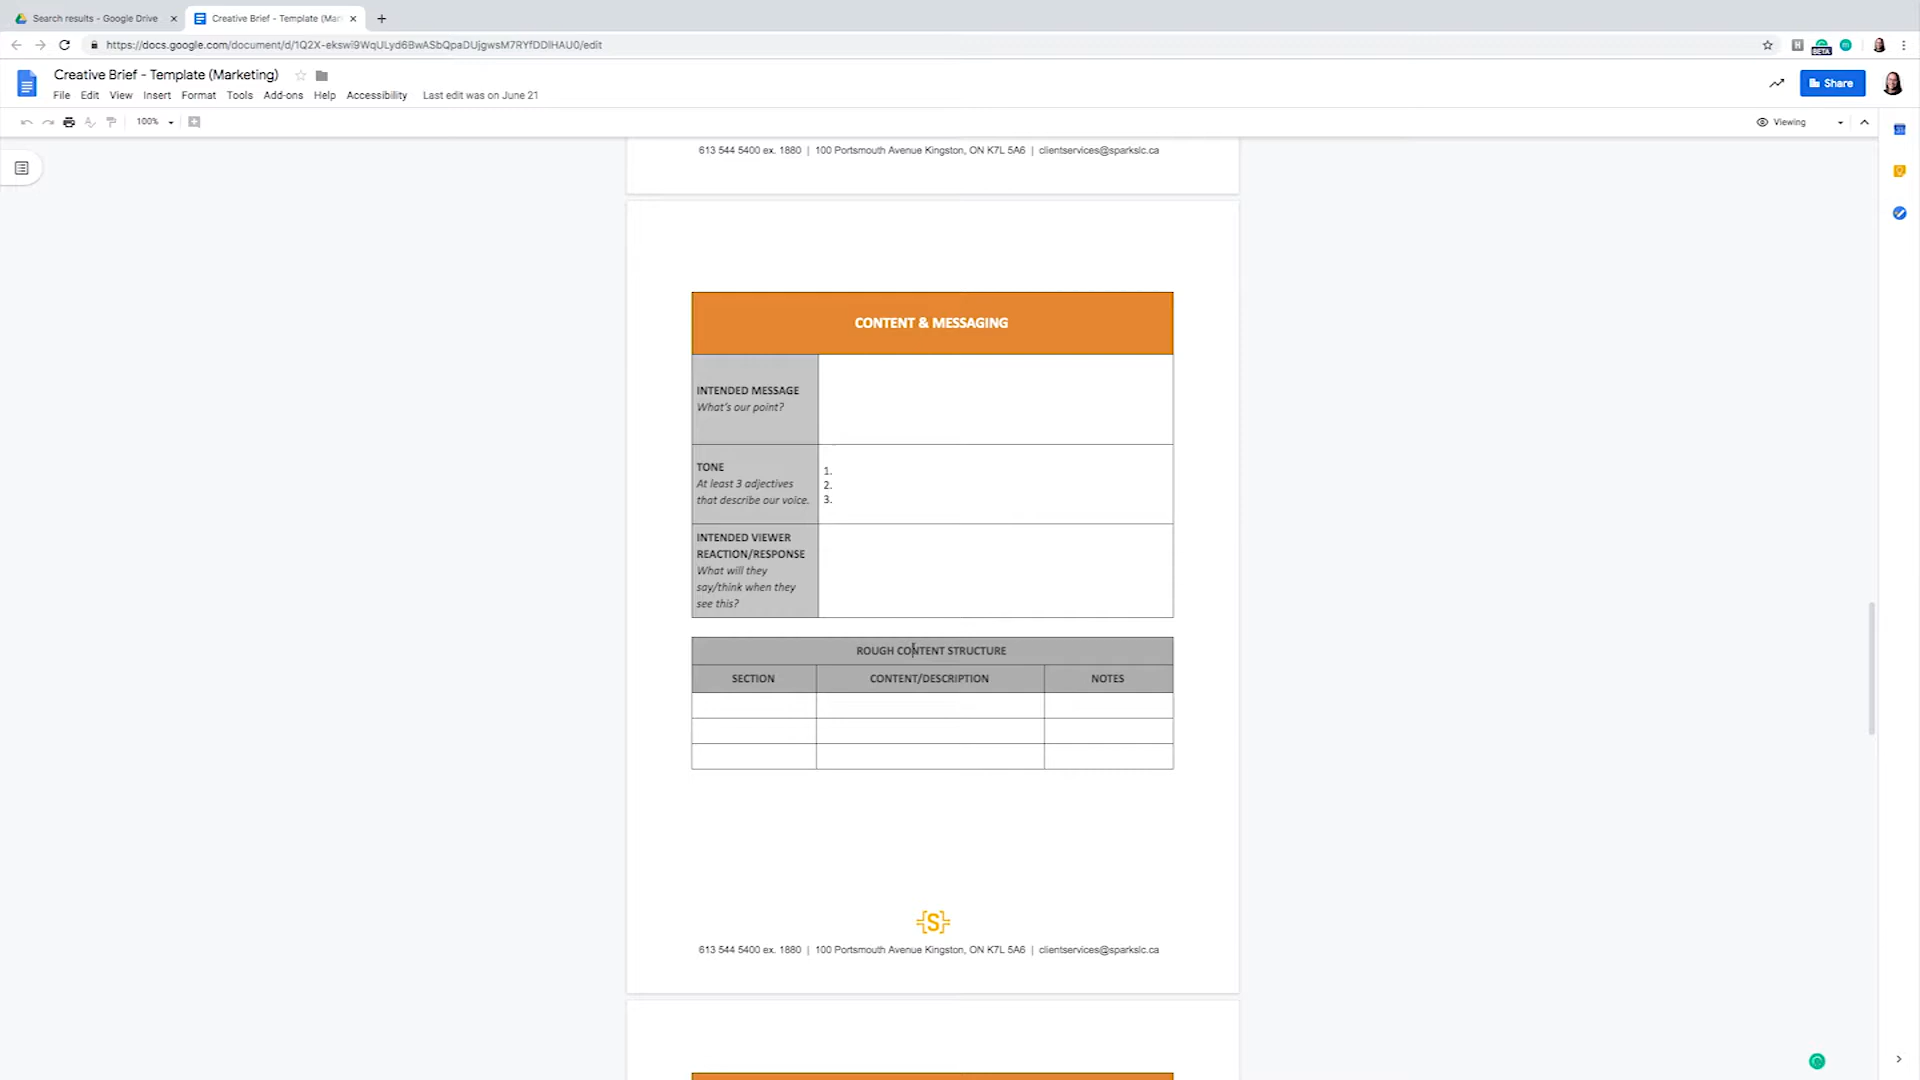 Search results - Google Drive
Creative Brief - Template (Mar
https://docs.google.com/document/d/
BETA
Creative Brief - Template (Marketing)
File Edit View Insert Format Tools Add-ons Help Accessibility Last edit was on June 21
Share
100%
Viewing
613 544 5400 ex. 1880 | 100 Portsmouth Avenue Kingston, ON K7L 5A6 | clientservices@sparkslc.ca
CONTENT & MESSAGING
INTENDED MESSAGE
What's our point?
TONE
At least 3 adjectives
that describe our voice.
1.
2.
3.
INTENDED VIEWER
REACTION/RESPONSE
What will they
say/think when they
see this?
ROUGH CONTENT STRUCTURE
SECTION CONTENT/DESCRIPTION NOTES
{S}
613 544 5400 ex. 1880 | 100 Portsmouth Avenue Kingston, ON K7L 5A6 | clientservices@sparkslc.ca